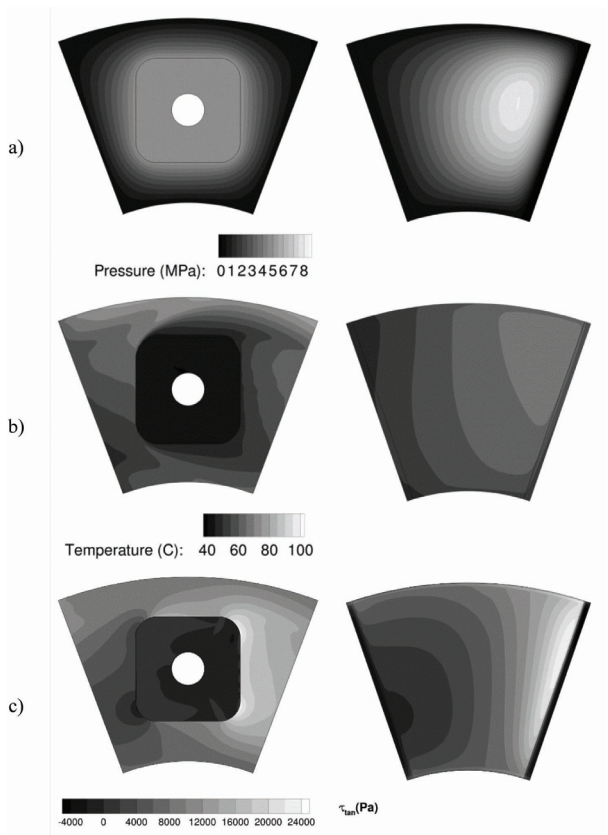 a)
Pressure (MPa): 0 1 2 3 4 5 6 7 8
b)
Temperature (C): 40 60 80 100
c)
τtan(Pa)
-4000 0 4000 8000 12000 16000 20000 24000